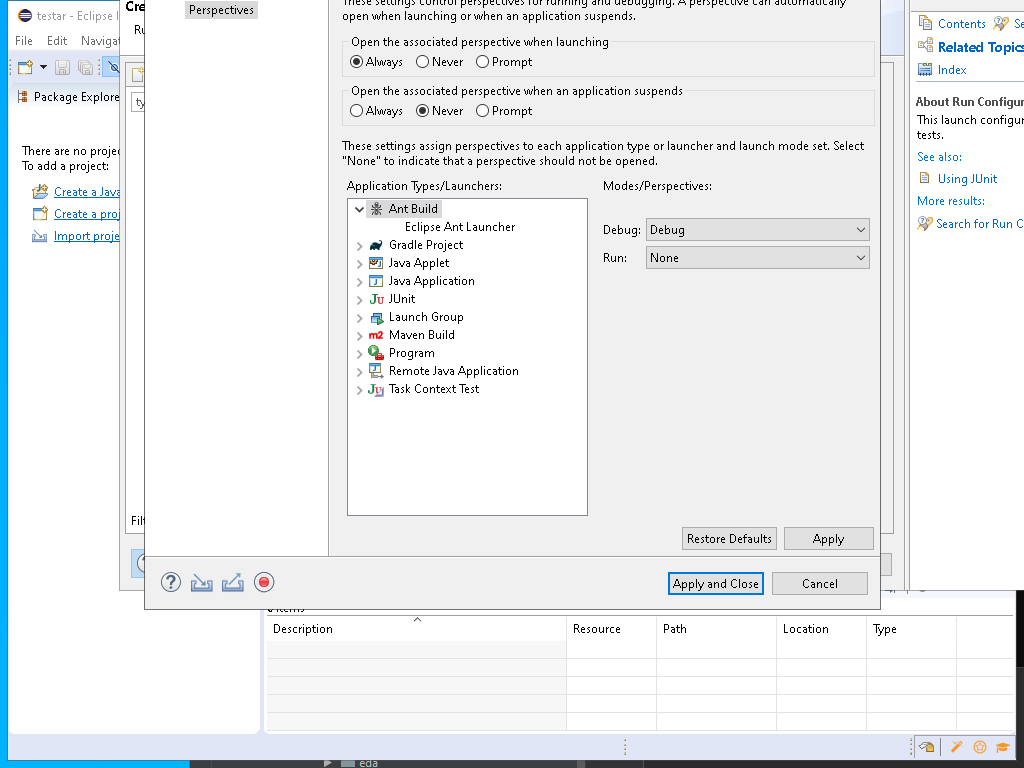 testar - Eclipse I
File Edit Navigat
Package Explore
There are no projec
To add a project:
Create a Java
Create a proj
Import proje
Cre
Ru
ty
Filt
Perspectives
These settings control perspectives for running and debugging. A perspective can automatically
open when launching or when an application suspends.
Open the associated perspective when launching
Always Never Prompt
Open the associated perspective when an application suspends
Always Never Prompt
These settings assign perspectives to each application type or launcher and launch mode set. Select
"None" to indicate that a perspective should not be opened.
Application Types/Launchers:
Ant Build
Eclipse Ant Launcher
Gradle Project
Java Applet
Java Application
JUnit
Launch Group
Maven Build
Program
Remote Java Application
Task Context Test
Modes/Perspectives:
Debug: Debug
Run: None
Restore Defaults Apply
Apply and Close Cancel
Contents Se
Related Topics
Index
About Run Configur
This launch configur
tests.
See also:
Using JUnit
More results:
Search for Run C
items
Description Resource Path Location Type
eda